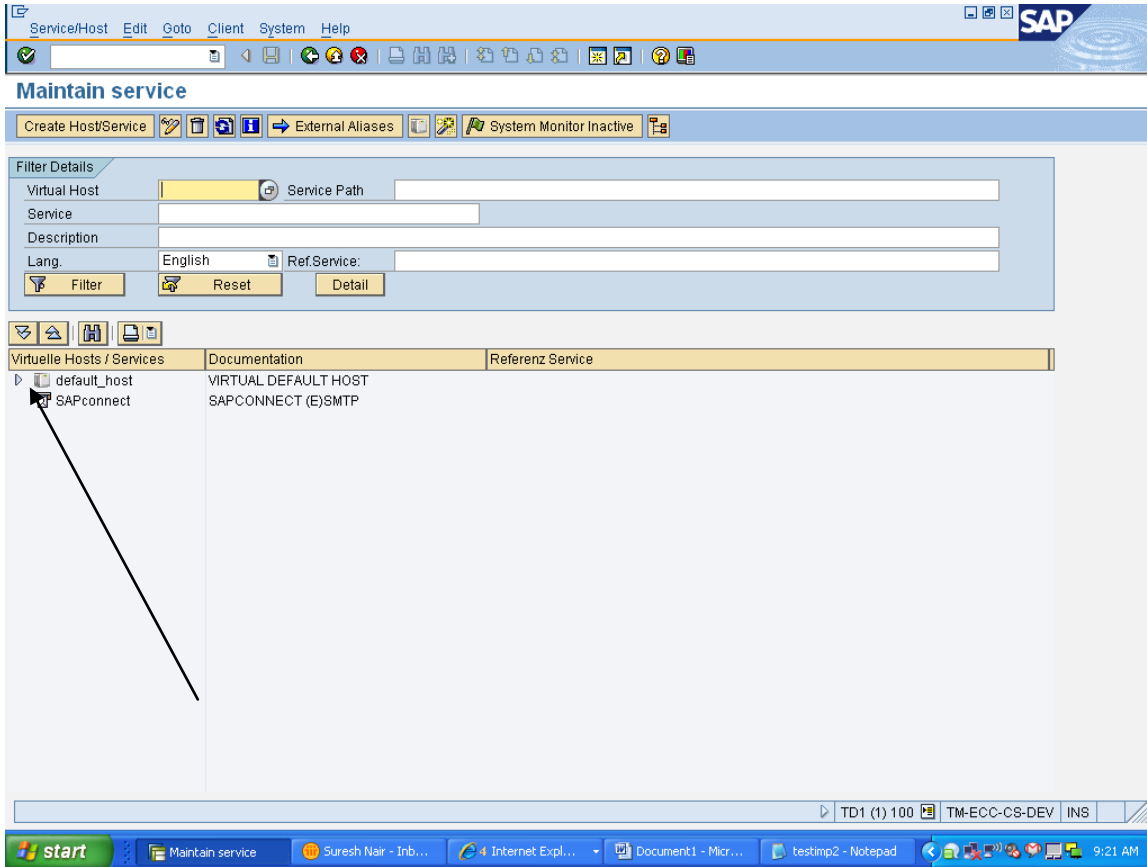 Service/Host Edit Goto Client System Help
SAP
Maintain service
Create Host/Service External Aliases System Monitor Inactive
Filter Details
Virtual Host Service Path
Service
Description
Lang. English Ref.Service:
Filter Reset Detail
Virtuelle Hosts / Services Documentation Referenz Service
default_host VIRTUAL DEFAULT HOST
SAPconnect SAPCONNECT (E)SMTP
TD1 (1) 100 TM-ECC-CS-DEV INS
start Maintain service Suresh Nair - Inb... 4 Internet Expl... Document1 - Micr... testimp2 - Notepad 9:21 AM